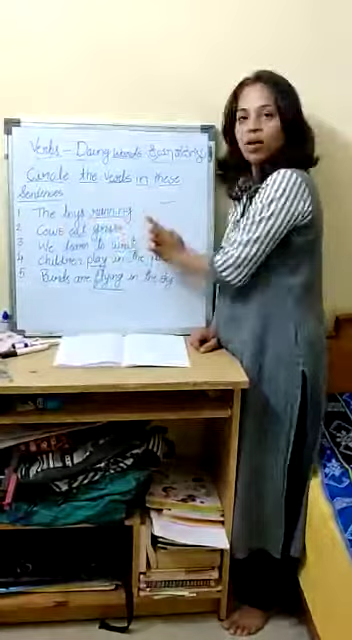 Verbs - Doing words
Circle the verbs in these
Sentences
1 The boys running
2 Cows eat grass
3 We learn to
4 children play in the
5 Birds are flying in the sky